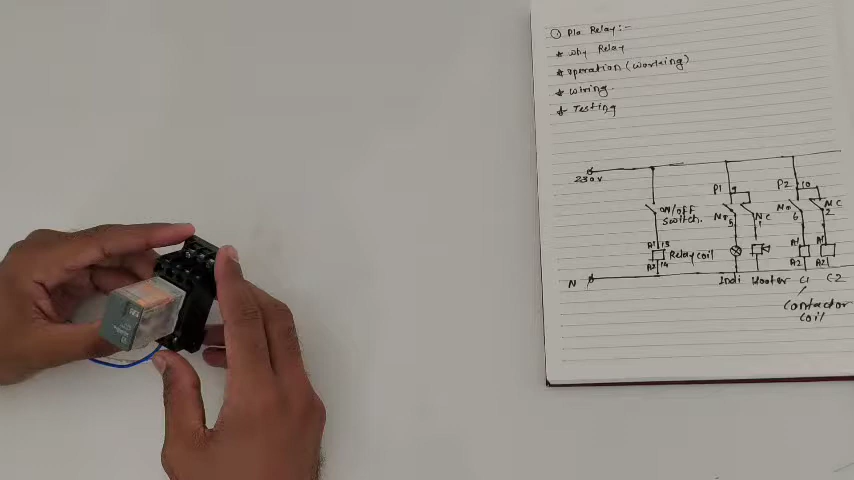 ① Pla Relay:-
* Why Relay
* Operation (working)
* Wiring.
* Testing
230V
P1 9
P2 10
ON/OFF
switch.
No
5
NC
1
No
6
NC
2
A1 13
Relay coil
A2 14
A1
A2
A1
A2
N
Indi Hooter C1 C2
Contactor
coil